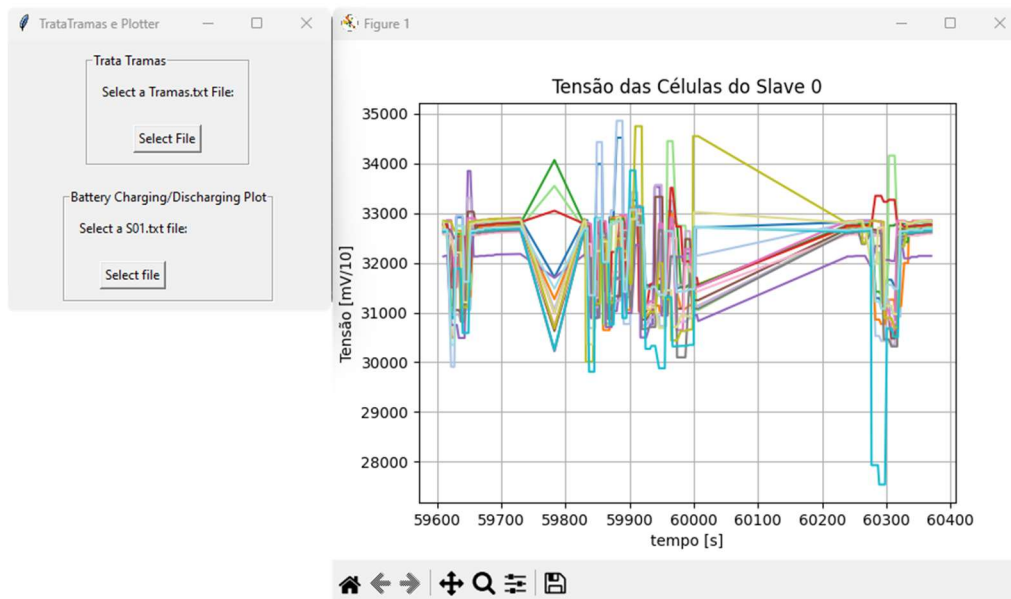 TrataTramas e Plotter
Trata Tramas
Select a Tramas.txt File:
Select File
Battery Charging/Discharging Plot
Select a S01.txt file:
Select file
Figure 1
Tensão das Células do Slave 0
Tensão [mV/10]
35000
34000
33000
32000
31000
30000
29000
28000
59600 59700 59800 59900 60000 60100 60200 60300 60400
tempo [s]